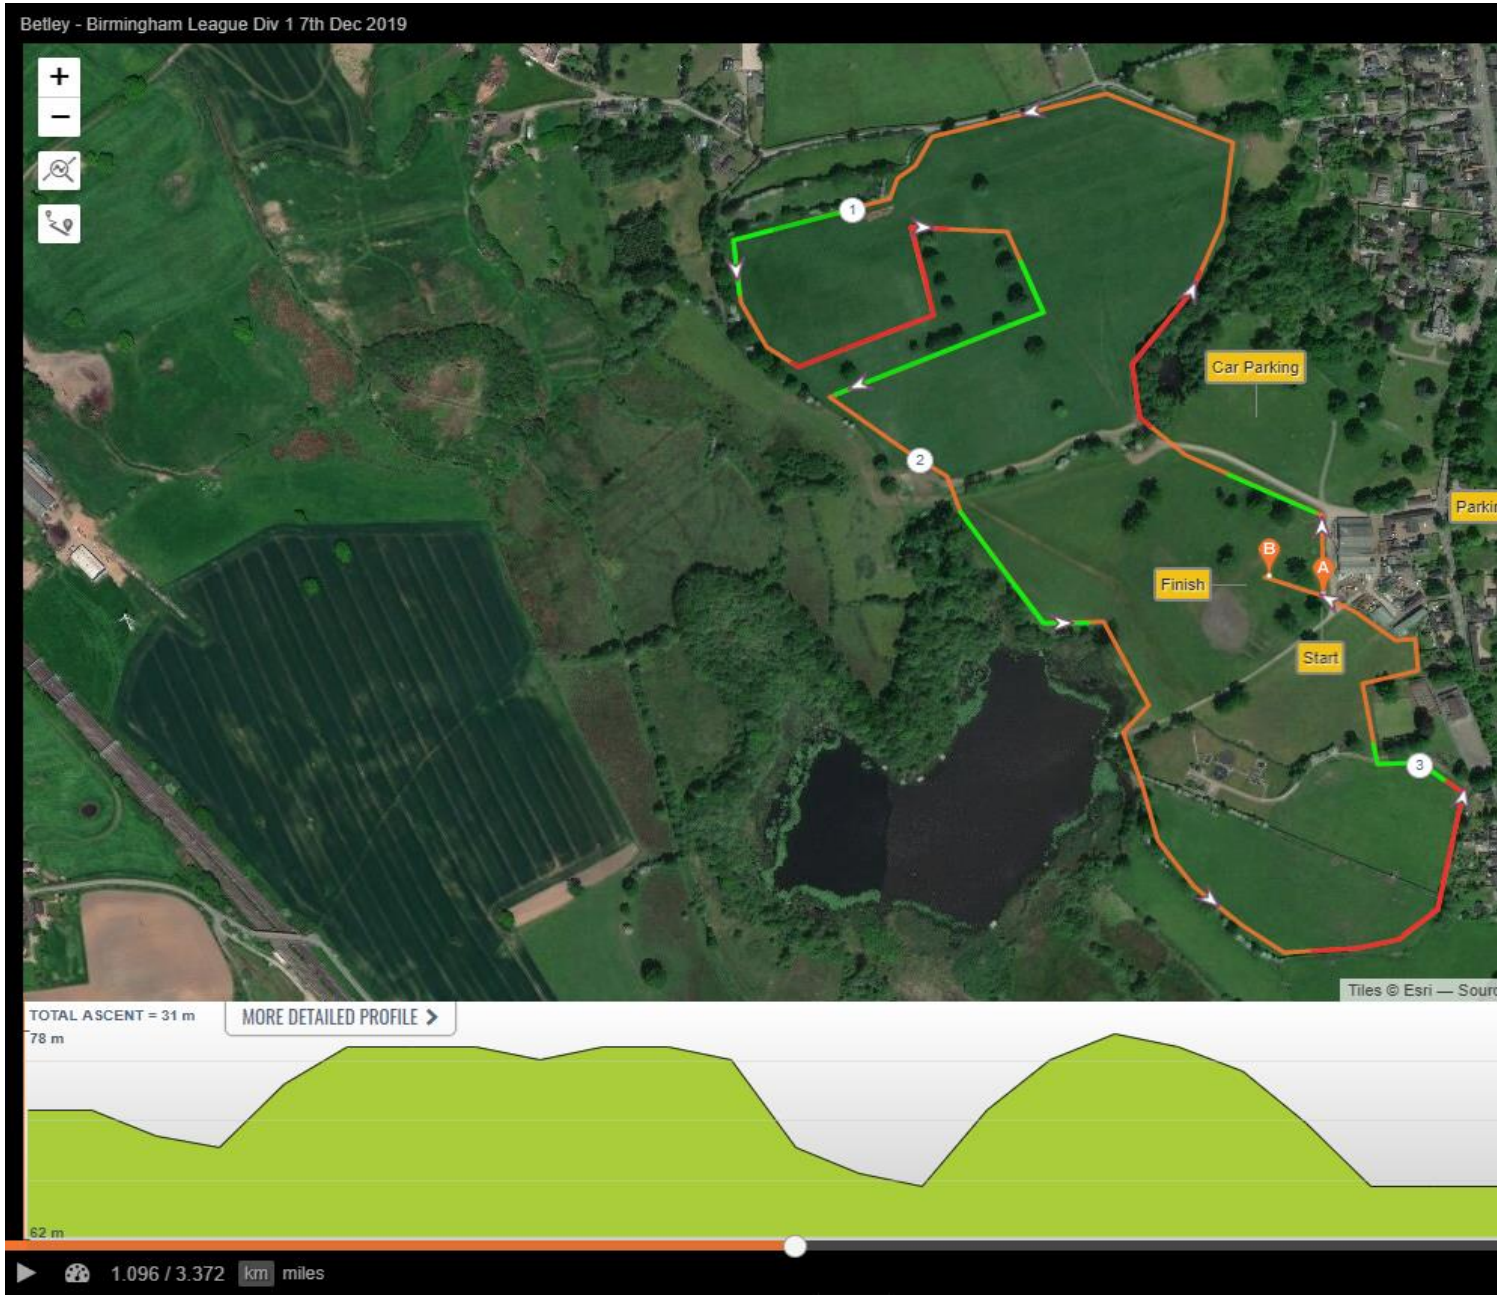 Betley - Birmingham League Div 1 7th Dec 2019
+
−
1
Car Parking
2
Parkin
B
A
Finish
Start
3
Tiles © Esri — Sourc
TOTAL ASCENT = 31 m
MORE DETAILED PROFILE
78 m
62 m
1.096 / 3.372 km miles